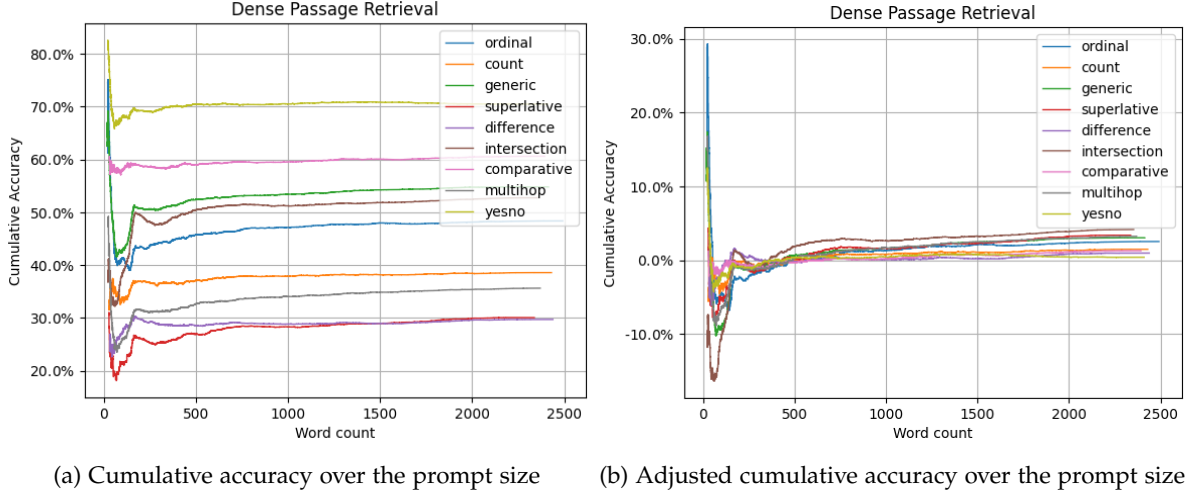 Dense Passage Retrieval
Cumulative Accuracy
80.0%
70.0%
60.0%
50.0%
40.0%
30.0%
20.0%
ordinal
count
generic
superlative
difference
intersection
comparative
multihop
yesno
0 500 1000 1500 2000 2500
Word count
(a) Cumulative accuracy over the prompt size
Dense Passage Retrieval
Adjusted Cumulative Accuracy
30.0%
20.0%
10.0%
0.0%
-10.0%
ordinal
count
generic
superlative
difference
intersection
comparative
multihop
yesno
0 500 1000 1500 2000 2500
Word count
(b) Adjusted cumulative accuracy over the prompt size